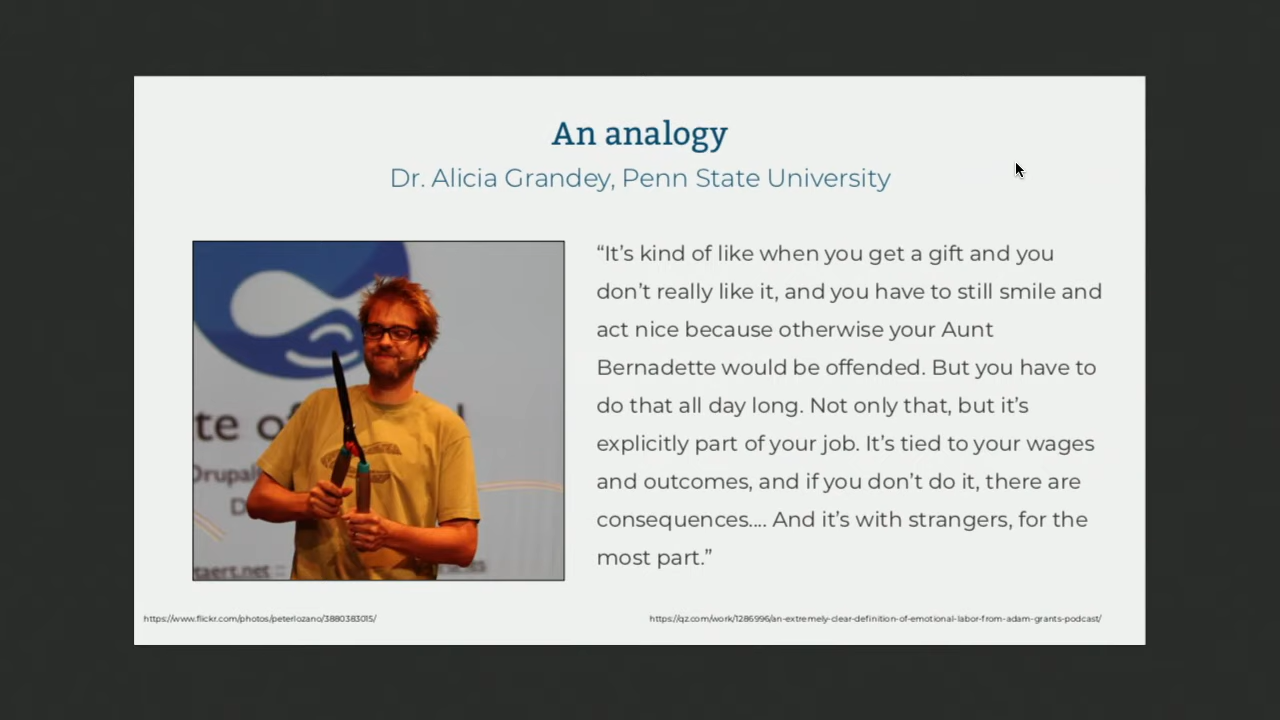 An analogy
Dr. Alicia Grandey, Penn State University
“It’s kind of like when you get a gift and you
don’t really like it, and you have to still smile and
act nice because otherwise your Aunt
Bernadette would be offended. But you have to
do that all day long. Not only that, but it’s
explicitly part of your job. It’s tied to your wages
and outcomes, and if you don’t do it, there are
consequences.... And it’s with strangers, for the
most part.”
te of
Drupal
D
taert.net
https://www.flickr.com/photos/peterlozano/3880383015/
https://qz.com/work/1286996/an-extremely-clear-definition-of-emotional-labor-from-adam-grants-podcast/